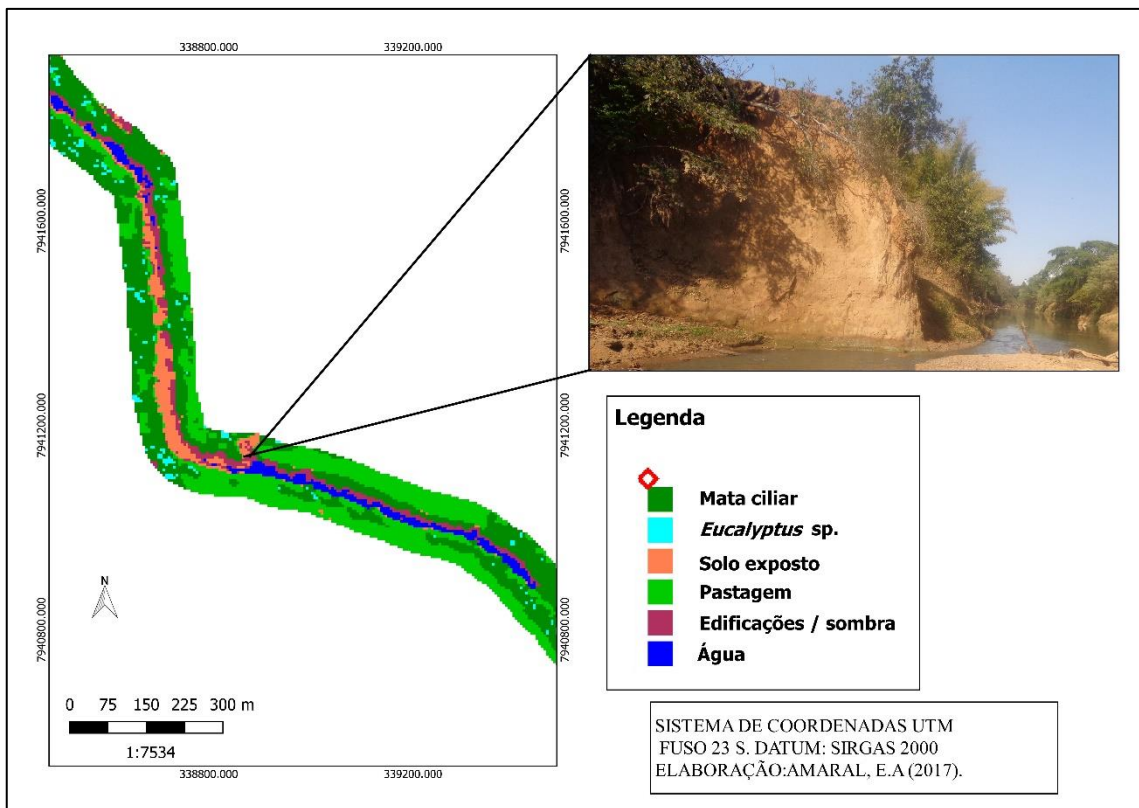 338800.000
339200.000
7941600.000
7941200.000
7940800.000
7941600.000
7941200.000
7940800.000
N
0 75 150 225 300 m
1:7534
338800.000
339200.000
Legenda
Mata ciliar
Eucalyptus sp.
Solo exposto
Pastagem
Edificações / sombra
Água
SISTEMA DE COORDENADAS UTM
FUSO 23 S. DATUM: SIRGAS 2000
ELABORAÇÃO:AMARAL, E.A (2017).